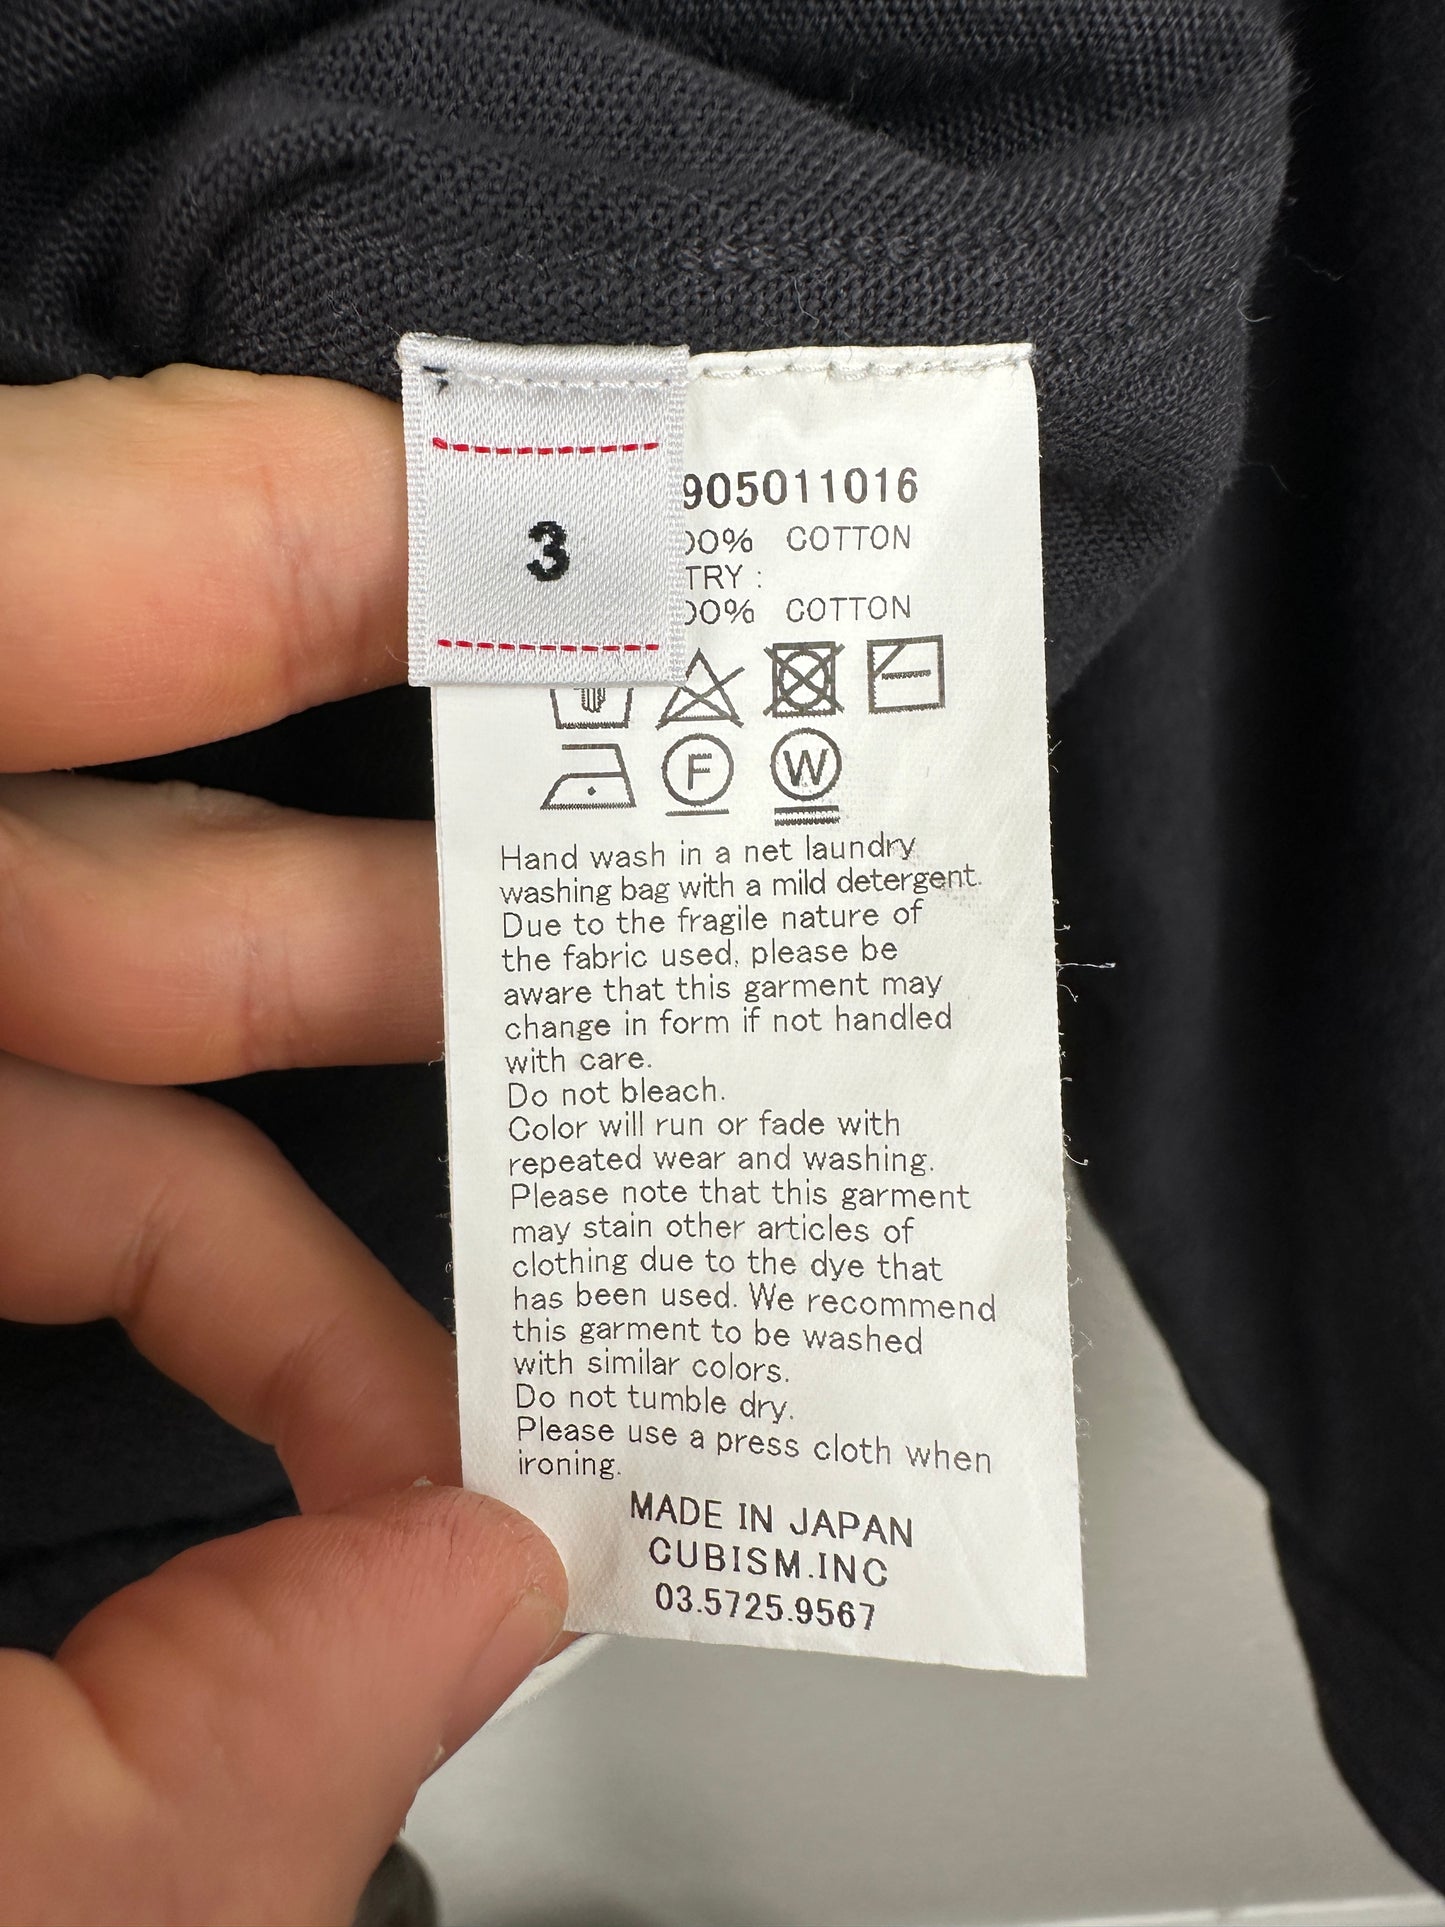 3
905011016
00% COTTON
TRY :
00% COTTON
F W
Hand wash in a net laundry
washing bag with a mild detergent.
Due to the fragile nature of
the fabric used, please be
aware that this garment may
change in form if not handled
with care.
Do not bleach.
Color will run or fade with
repeated wear and washing.
Please note that this garment
may stain other articles of
clothing due to the dye that
has been used. We recommend
this garment to be washed
with similar colors.
Do not tumble dry.
Please use a press cloth when
ironing.
MADE IN JAPAN
CUBISM.INC
03.5725.9567